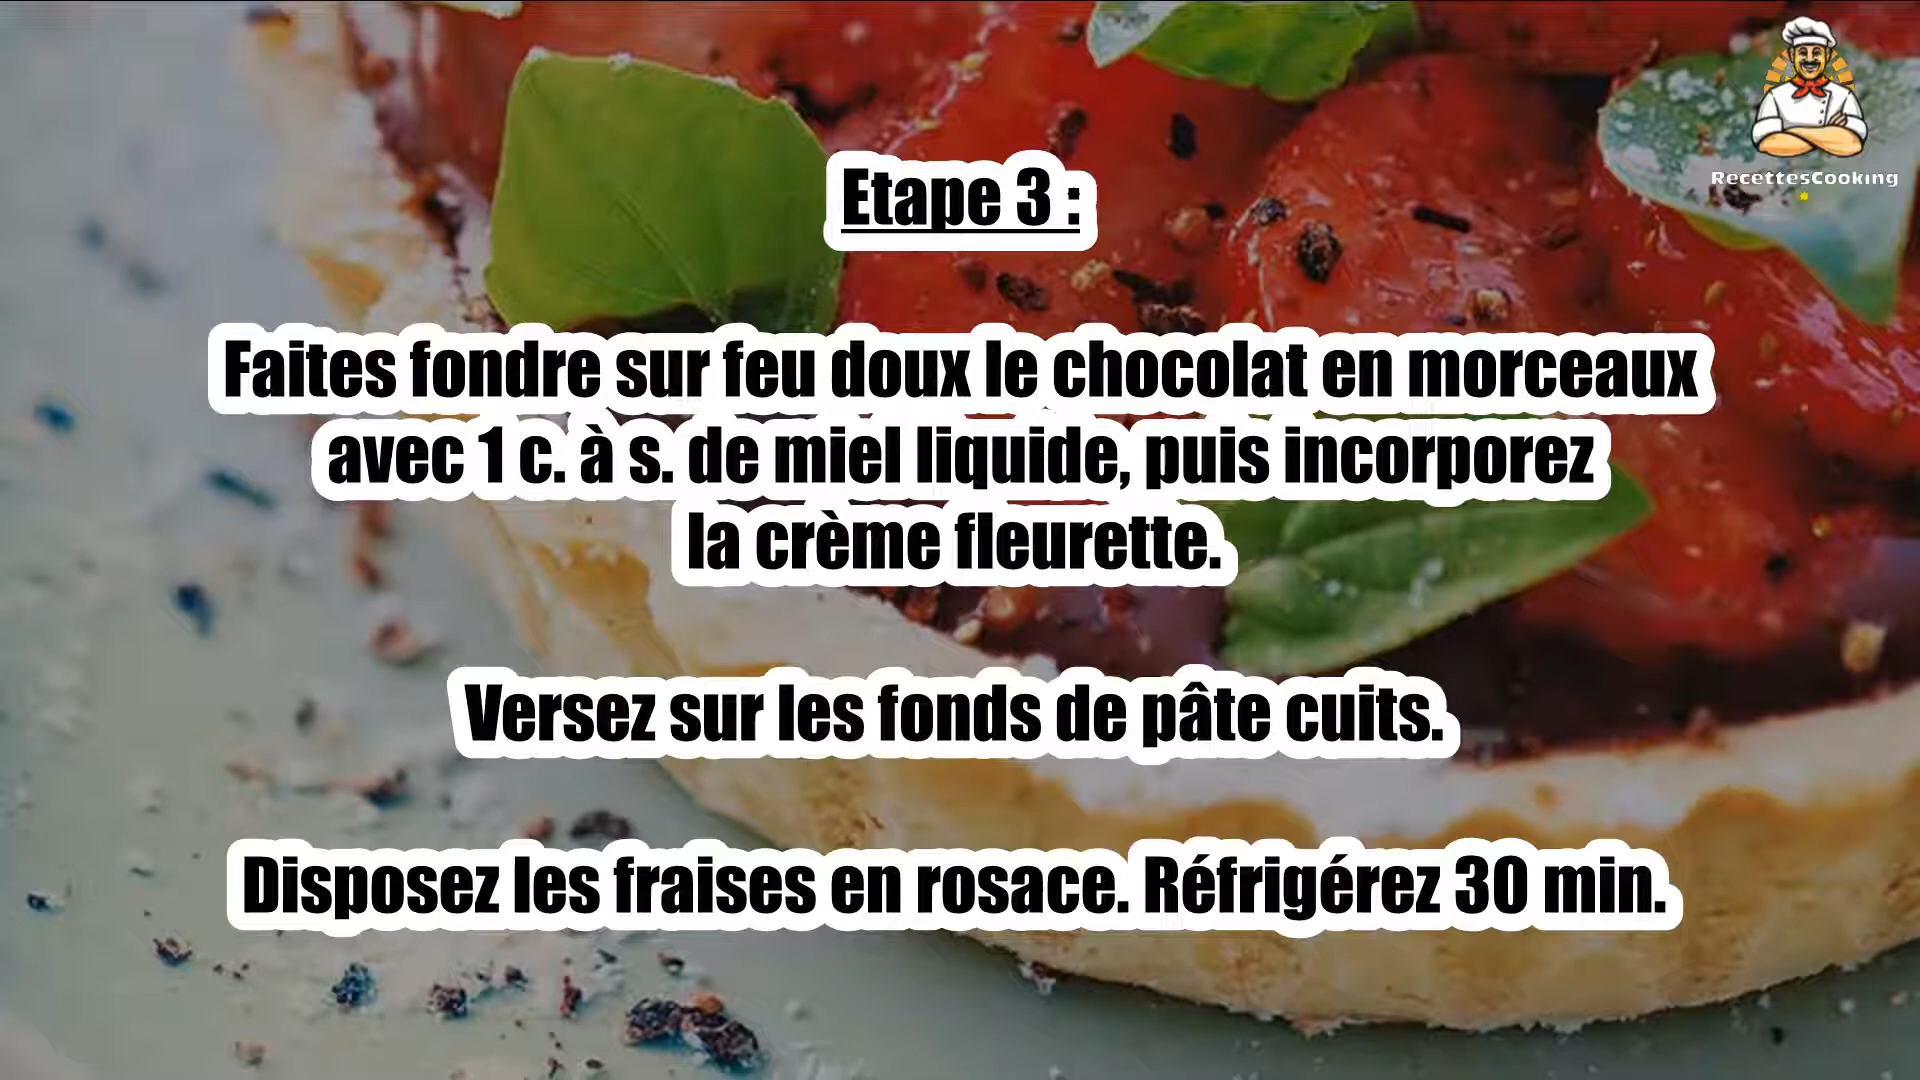 RecettesCooking
Etape 3 :
Faites fondre sur feu doux le chocolat en morceaux
avec 1 c. à s. de miel liquide, puis incorporez
la crème fleurette.
Versez sur les fonds de pâte cuits.
Disposez les fraises en rosace. Réfrigérez 30 min.